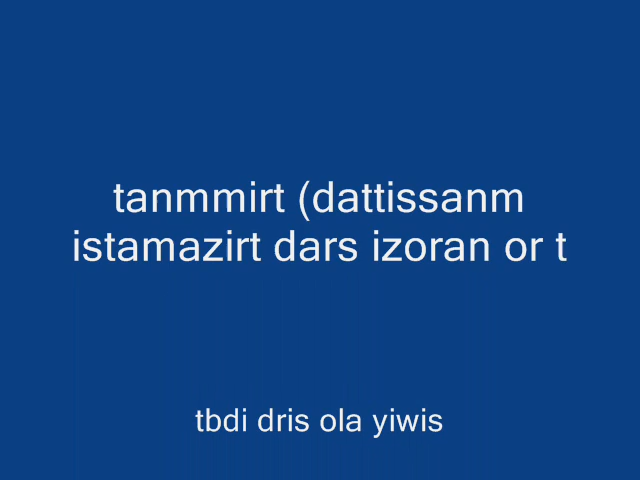 tanmmirt (dattissanm
istamazirt dars izoran or t
tbdi dris ola yiwis